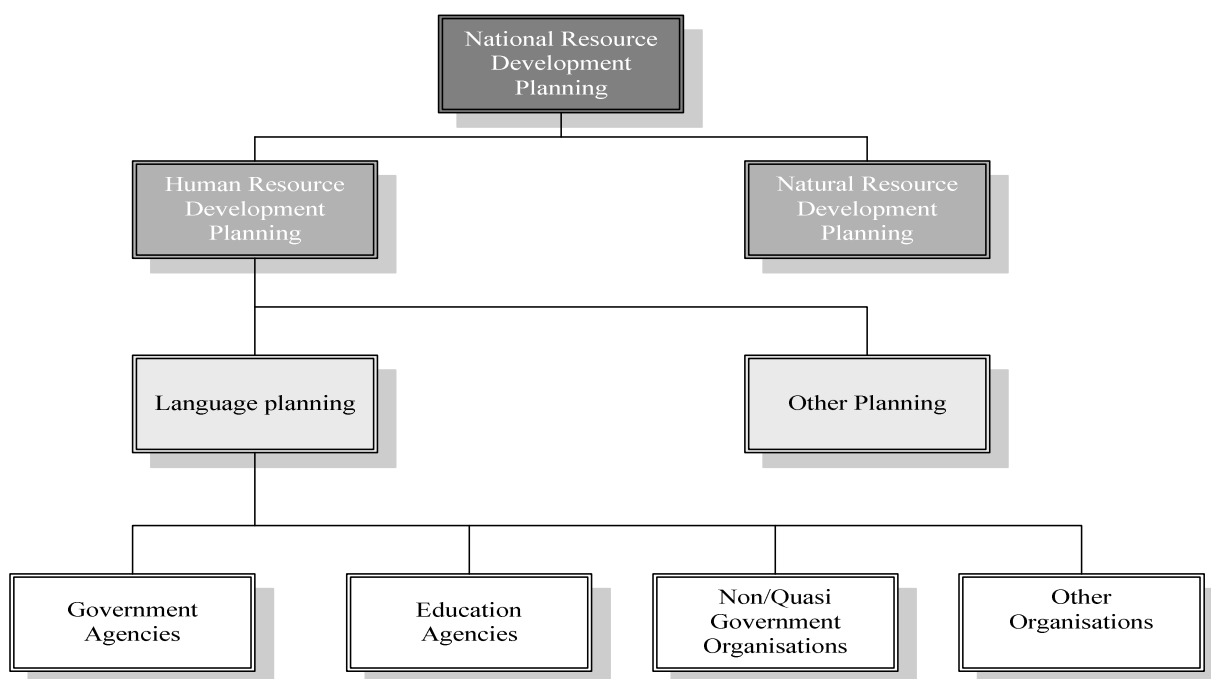 National Resource
Development
Planning
Human Resource
Development
Planning
Natural Resource
Development
Planning
Language planning
Other Planning
Government
Agencies
Education
Agencies
Non/Quasi
Government
Organisations
Other
Organisations